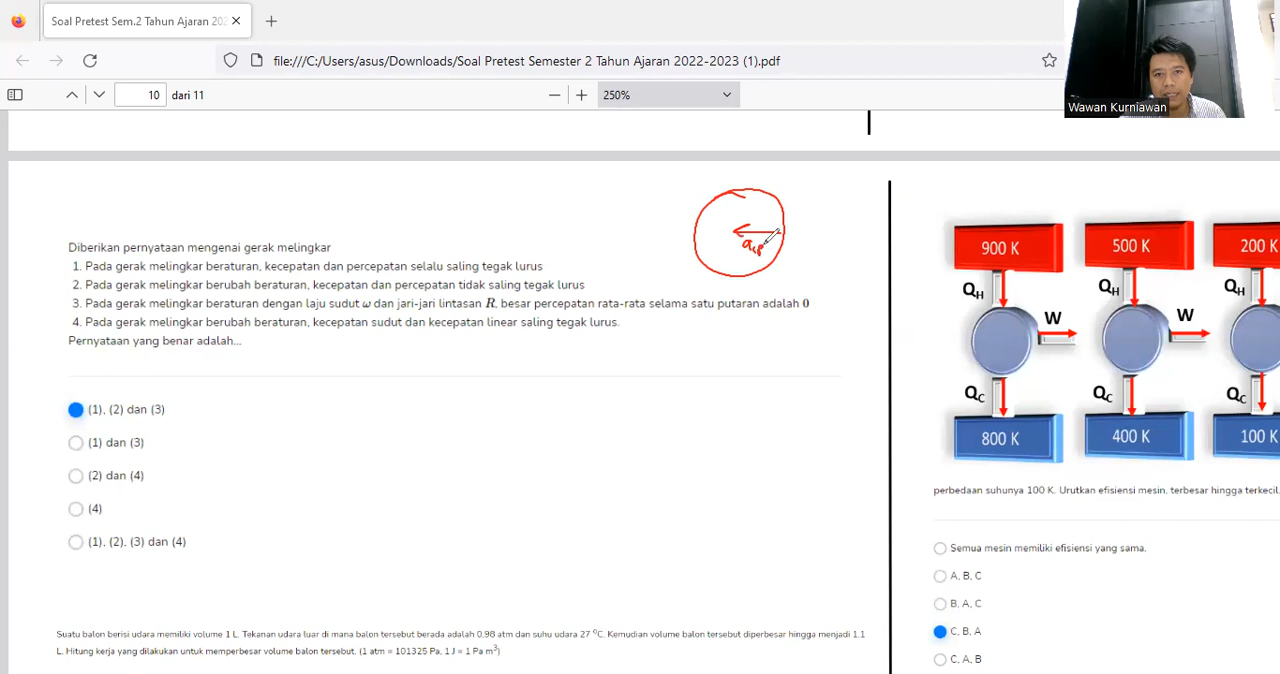 Soal Pretest Sem.2 Tahun Ajaran 202
file:///C:/Users/asus/Downloads/Soal Pretest Semester 2 Tahun Ajaran 2022-2023 (1).pdf
Wawan Kurniawan
10 dari 11
250%
Diberikan pernyataan mengenai gerak melingkar
1. Pada gerak melingkar beraturan, kecepatan dan percepatan selalu saling tegak lurus
2. Pada gerak melingkar berubah beraturan, kecepatan dan percepatan tidak saling tegak lurus
3. Pada gerak melingkar beraturan dengan laju sudut ω dan jari-jari lintasan R, besar percepatan rata-rata selama satu putaran adalah 0
4. Pada gerak melingkar berubah beraturan, kecepatan sudut dan kecepatan linear saling tegak lurus.
Pernyataan yang benar adalah...
(1), (2) dan (3)
(1) dan (3)
(2) dan (4)
(4)
(1), (2), (3) dan (4)
Suatu balon berisi udara memiliki volume 1 L. Tekanan udara luar di mana balon tersebut berada adalah 0,98 atm dan suhu udara 27 °C. Kemudian volume balon tersebut diperbesar hingga menjadi 1.1
L. Hitung kerja yang dilakukan untuk memperbesar volume balon tersebut. (1 atm = 101325 Pa, 1 J = 1 Pa m³)
900 K 500 K 200 K
Q_H Q_H Q_H
W W
Q_C Q_C Q_C
800 K 400 K 100 K
perbedaan suhunya 100 K. Urutkan efisiensi mesin, terbesar hingga terkecil.
Semua mesin memiliki efisiensi yang sama.
A, B, C
B, A, C
C, B, A
C, A, B